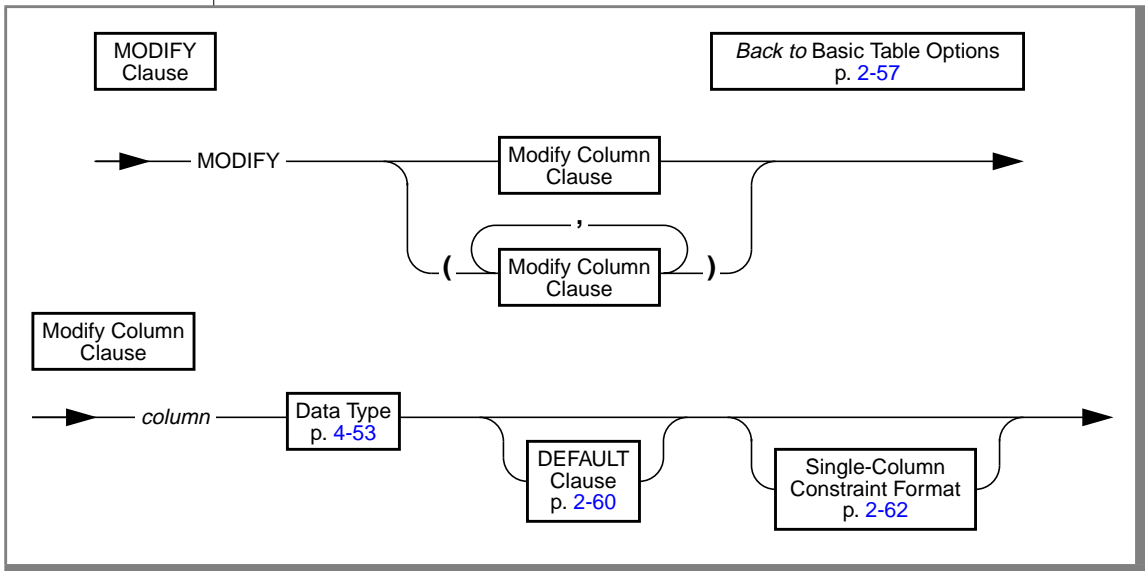 MODIFY
Clause
Back to Basic Table Options
p. 2-57
MODIFY
Modify Column
Clause
,
(
Modify Column
Clause
)
Modify Column
Clause
column
Data Type
p. 4-53
DEFAULT
Clause
p. 2-60
Single-Column
Constraint Format
p. 2-62